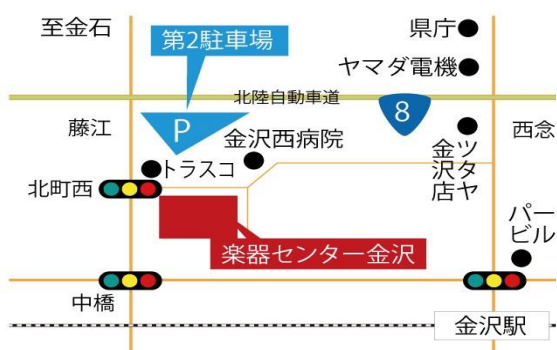 至金石
県庁
第2駐車場
ヤマダ電機
北陸自動車道
8
藤江
P
金沢西病院
ツタヤ
金沢店
西念
トラスコ
北町西
パー
ビル
楽器センター金沢
中橋
金沢駅